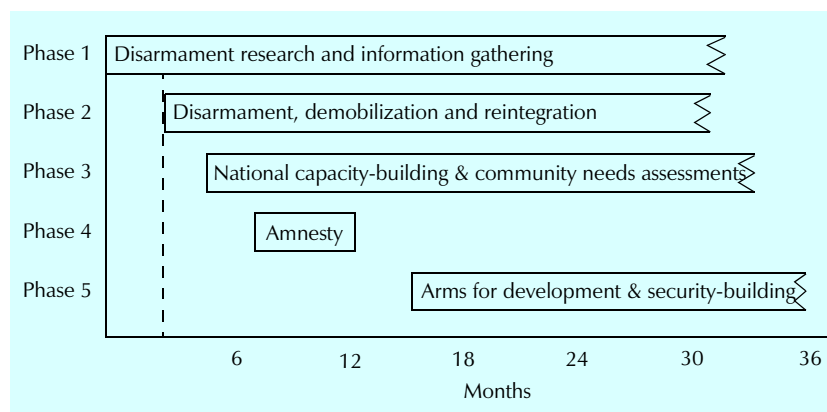 Phase 1 Disarmament research and information gathering
Phase 2 Disarmament, demobilization and reintegration
Phase 3 National capacity-building & community needs assessments
Phase 4 Amnesty
Phase 5 Arms for development & security-building
6 12 18 24 30 36
Months